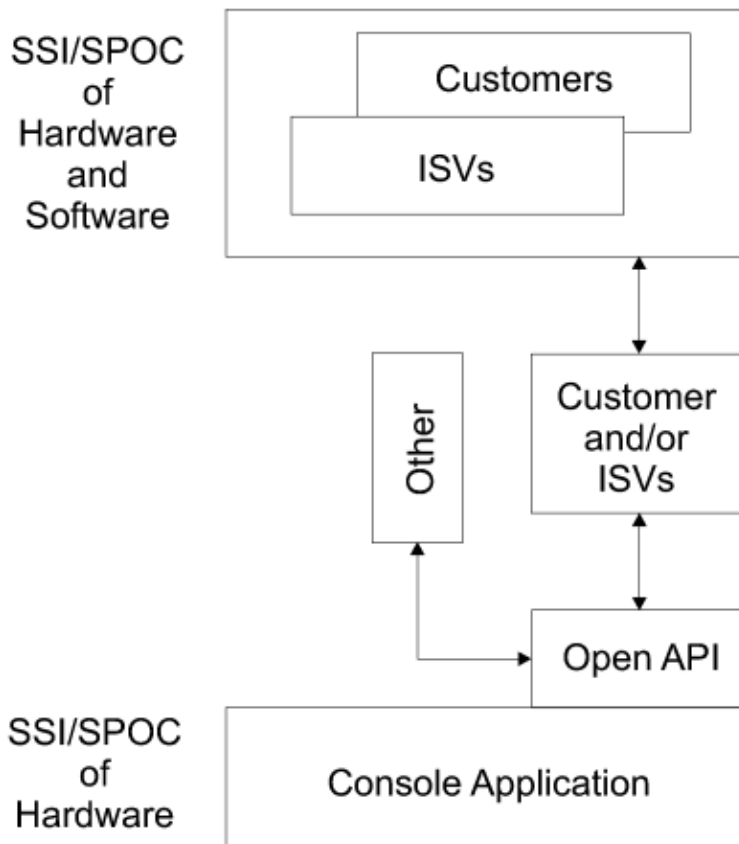 SSI/SPOC
of
Hardware
and
Software
Customers
ISVs
Other
Customer
and/or
ISVs
Open API
SSI/SPOC
of
Hardware
Console Application